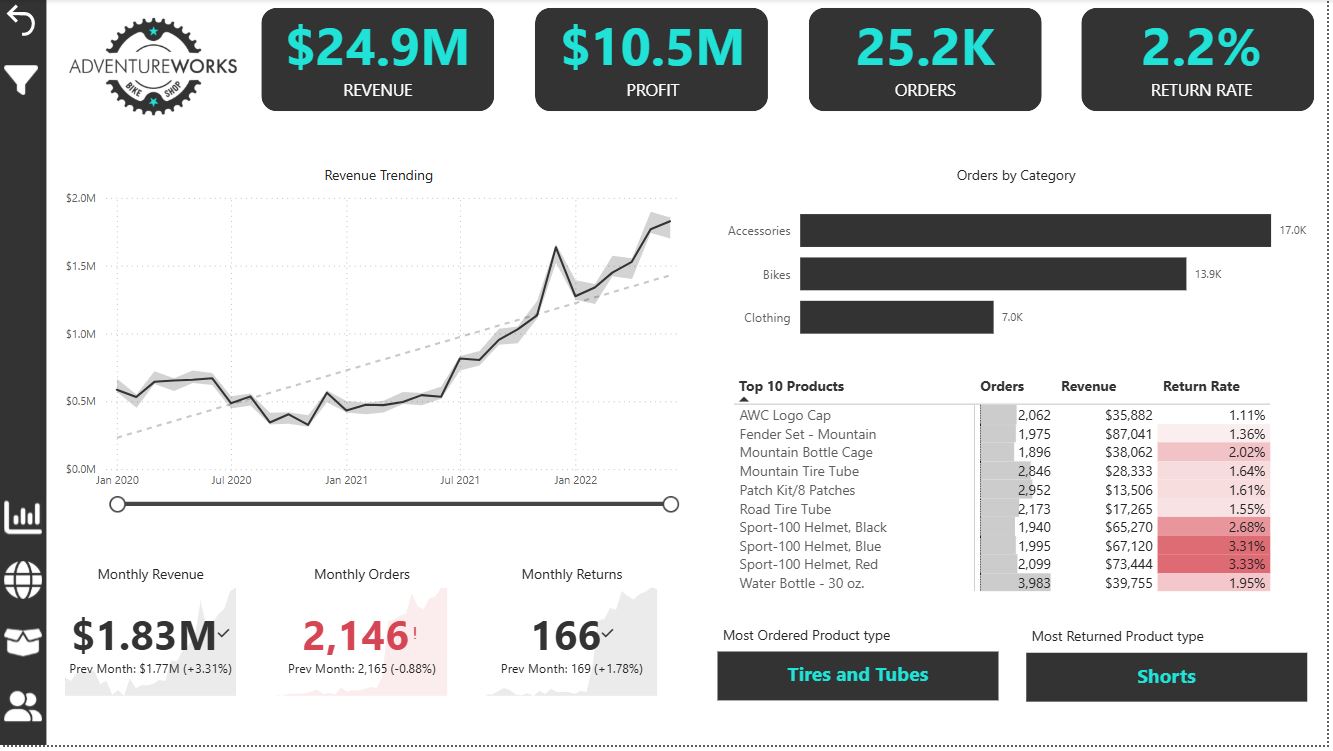 ADVENTUREWORKS
BIKE SHOP
$24.9M
REVENUE
$10.5M
PROFIT
25.2K
ORDERS
2.2%
RETURN RATE
Revenue Trending
$2.0M
$1.5M
$1.0M
$0.5M
$0.0M
Jan 2020 Jul 2020 Jan 2021 Jul 2021 Jan 2022
Orders by Category
Accessories 17.0K
Bikes 13.9K
Clothing 7.0K
Top 10 Products Orders Revenue Return Rate
AWC Logo Cap 2,062 $35,882 1.11%
Fender Set - Mountain 1,975 $87,041 1.36%
Mountain Bottle Cage 1,896 $38,062 2.02%
Mountain Tire Tube 2,846 $28,333 1.64%
Patch Kit/8 Patches 2,952 $13,506 1.61%
Road Tire Tube 2,173 $17,265 1.55%
Sport-100 Helmet, Black 1,940 $65,270 2.68%
Sport-100 Helmet, Blue 1,995 $67,120 3.31%
Sport-100 Helmet, Red 2,099 $73,444 3.33%
Water Bottle - 30 oz. 3,983 $39,755 1.95%
Monthly Revenue
$1.83M
Prev Month: $1.77M (+3.31%)
Monthly Orders
2,146!
Prev Month: 2,165 (-0.88%)
Monthly Returns
166
Prev Month: 169 (+1.78%)
Most Ordered Product type
Tires and Tubes
Most Returned Product type
Shorts